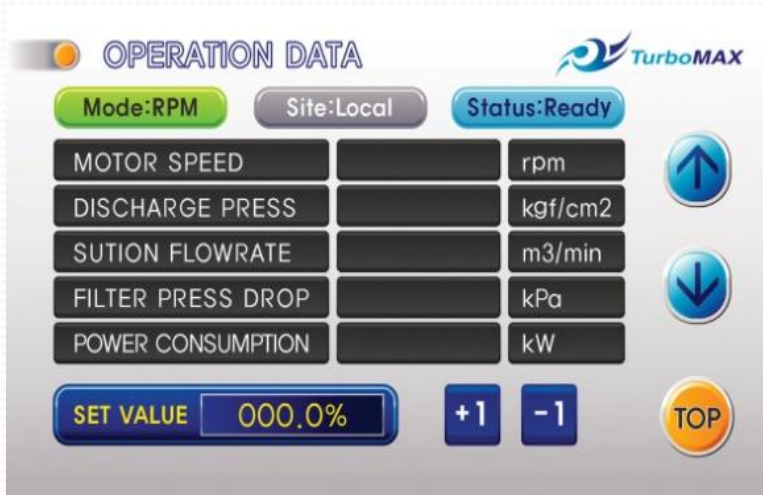 OPERATION DATA
TurboMAX
Mode:RPM Site:Local Status:Ready
MOTOR SPEED rpm
DISCHARGE PRESS kgf/cm2
SUTION FLOWRATE m3/min
FILTER PRESS DROP kPa
POWER CONSUMPTION kW
SET VALUE 000.0% +1 -1 TOP